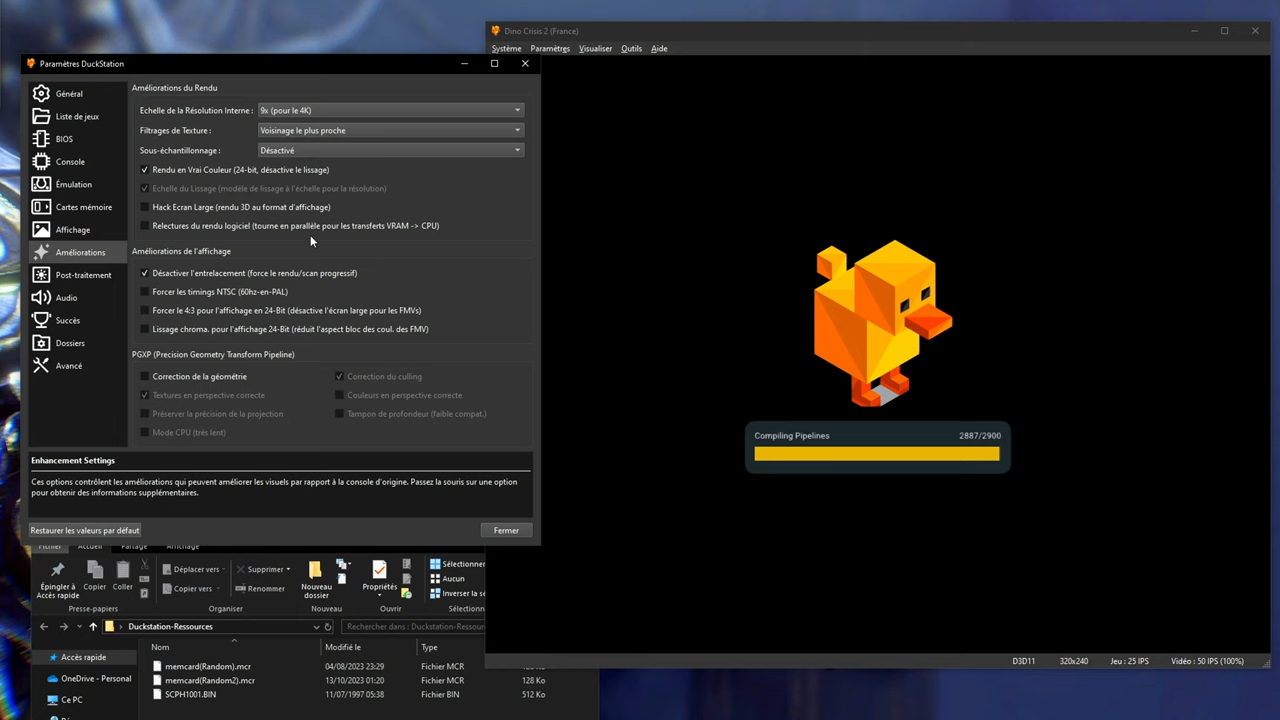 Dino Crisis 2 (France)
Système Paramètres Visualiser Outils Aide
Paramètres DuckStation
Général
Liste de jeux
BIOS
Console
Émulation
Cartes mémoire
Affichage
Améliorations
Post-traitement
Audio
Succès
Dossiers
Avancé
Améliorations du Rendu
Echelle de la Résolution Interne : 9x (pour le 4K)
Filtrages de Texture : Voisinage le plus proche
Sous-échantillonnage : Désactivé
Rendu en Vrai Couleur (24-bit, désactive le lissage)
Echelle du Lissage (modèle de lissage à l'échelle pour la résolution)
Hack Ecran Large (rendu 3D au format d'affichage)
Relectures du rendu logiciel (tourne en parallèle pour les transferts VRAM -> CPU)
Améliorations de l'affichage
Désactiver l'entrelacement (force le rendu/scan progressif)
Forcer les timings NTSC (60hz-en-PAL)
Forcer le 4:3 pour l'affichage en 24-Bit (désactive l'écran large pour les FMVs)
Lissage chroma. pour l'affichage 24-Bit (réduit l'aspect bloc des coul. des FMV)
PGXP (Precision Geometry Transform Pipeline)
Correction de la géométrie Correction du culling
Textures en perspective correcte Couleurs en perspective correcte
Préserver la précision de la projection Tampon de profondeur (faible compat.)
Mode CPU (très lent)
Enhancement Settings
Ces options contrôlent les améliorations qui peuvent améliorer les visuels par rapport à la console d'origine. Passez la souris sur une option
pour obtenir des informations supplémentaires.
Restaurer les valeurs par défaut Fermer
Compiling Pipelines 2887/2900
D3D11 320x240 Jeu : 25 IPS Vidéo : 50 IPS (100%)
Fichier Accueil Partage Affichage
Épingler à
Accès rapide
Copier Coller
Presse-papiers
Déplacer vers Supprimer
Copier vers Renommer
Organiser
Nouveau
dossier
Nouveau
Propriétés
Ouvrir
Sélectionner
Aucun
Inverser la sé
Sélection
Duckstation-Ressources
Rechercher dans : Duckstation-Ressour
Nom Modifié le Type
Accès rapide
OneDrive - Personal
Ce PC
memcard(Random).mcr 04/08/2023 23:29 Fichier MCR
memcard(Random2).mcr 13/10/2023 01:20 Fichier MCR 128 Ko
SCPH1001.BIN 11/07/1997 05:38 Fichier BIN 512 Ko